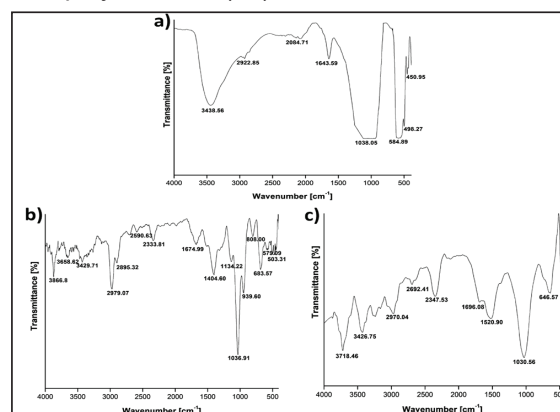 a)
Transmittance [%]
2084.71
2922.85
1643.59
450.95
3438.86
498.27
1038.05
584.89
4000 3500 3000 2500 2000 1500 1000 500
Wavenumber [cm-1]
b)
Transmittance [%]
2590.63
2333.81
3658.62
3429.71
3866.8
2895.32
2979.07
1674.99
1404.60
1134.22
808.00
579.09
503.31
683.57
939.60
1036.91
4000 3500 3000 2500 2000 1500 1000 500
Wavenumber [cm-1]
c)
Transmittance [%]
2692.41
2347.53
2970.04
3426.75
3718.46
1696.08
1520.90
646.57
1030.56
4000 3500 3000 2500 2000 1500 1000 500
Wavenumber [cm-1]